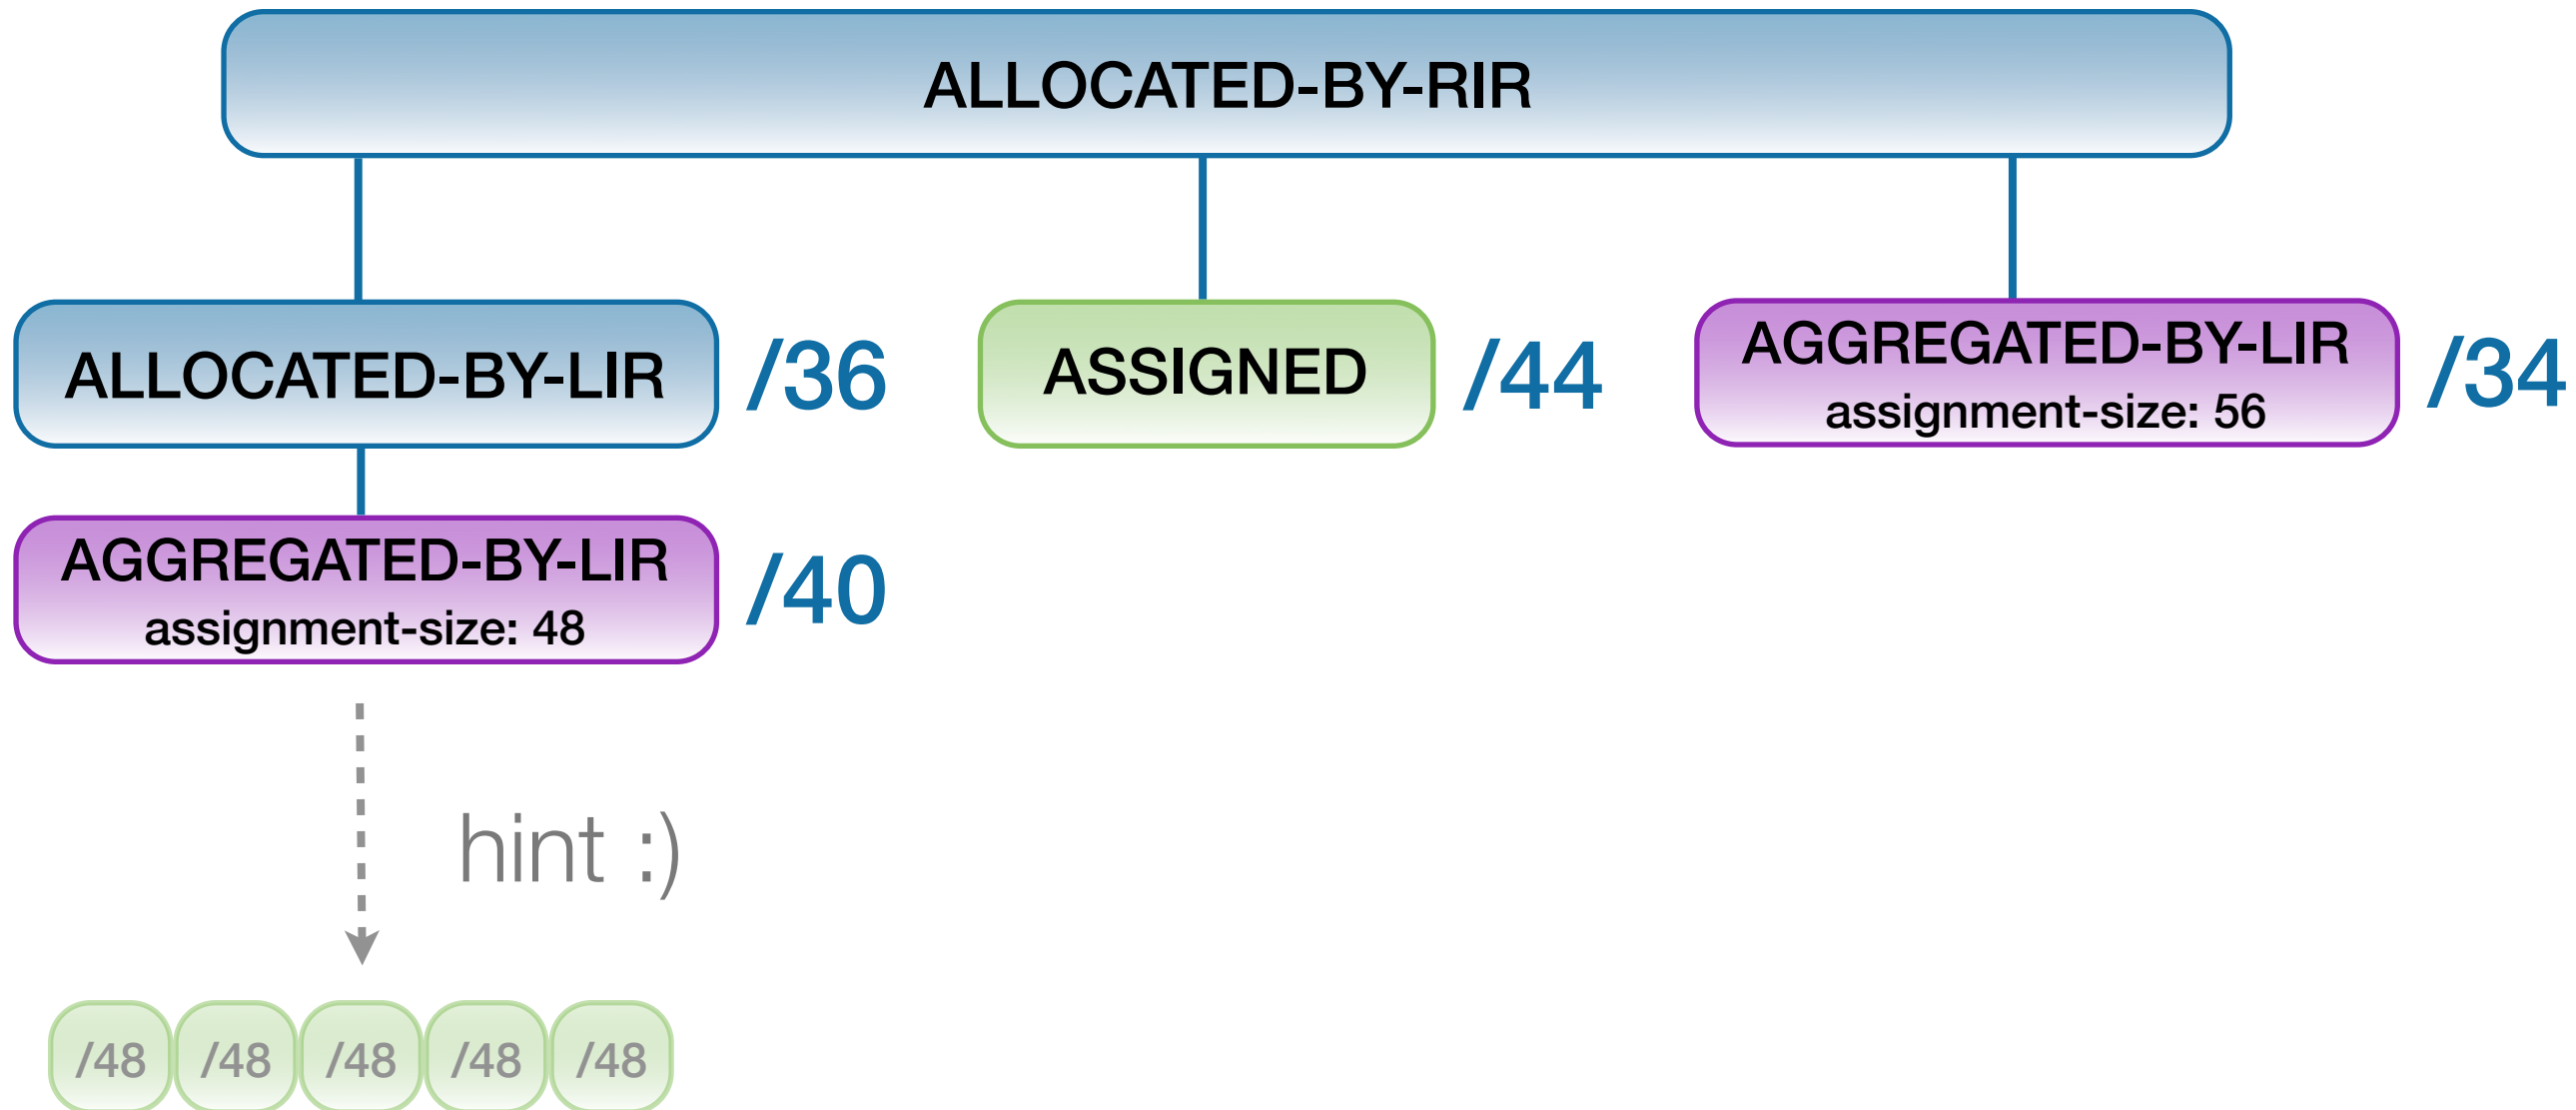 ALLOCATED-BY-RIR
ALLOCATED-BY-LIR /36
ASSIGNED /44
AGGREGATED-BY-LIR
assignment-size: 56
/34
AGGREGATED-BY-LIR
assignment-size: 48
/40
hint :)
/48 /48 /48 /48 /48